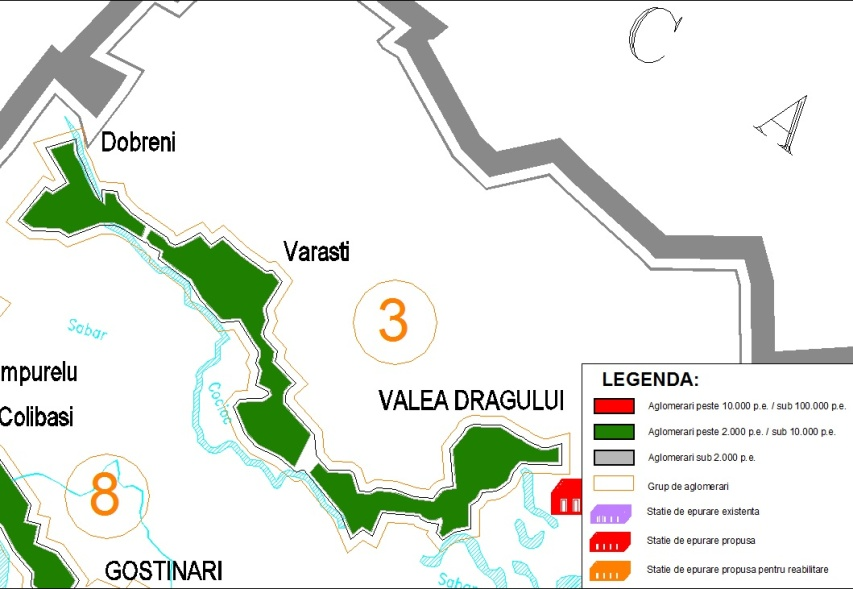 C
A
Dobreni
Varasti
3
Sabar
mpurelu
Colibasi
Cociac
VALEA DRAGULUI
8
GOSTINARI
Sabar
LEGENDA:
Aglomerari peste 10.000 p.e. / sub 100.000 p.e.
Aglomerari peste 2.000 p.e. / sub 10.000 p.e.
Aglomerari sub 2.000 p.e.
Grup de aglomerari
Statie de epurare existenta
Statie de epurare propusa
Statie de epurare propusa pentru reabilitare